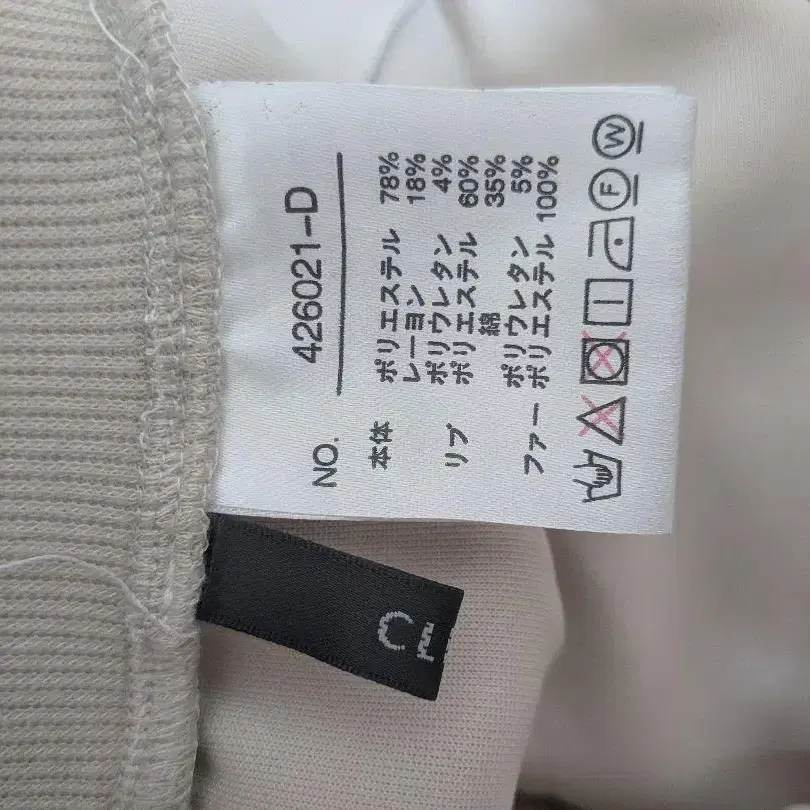 NO. 426021-D
本体 ポリエステル 78%
レーヨン 18%
ポリウレタン 4%
リブ ポリエステル 60%
綿 35%
ポリウレタン 5%
ファー ポリエステル 100%
F W